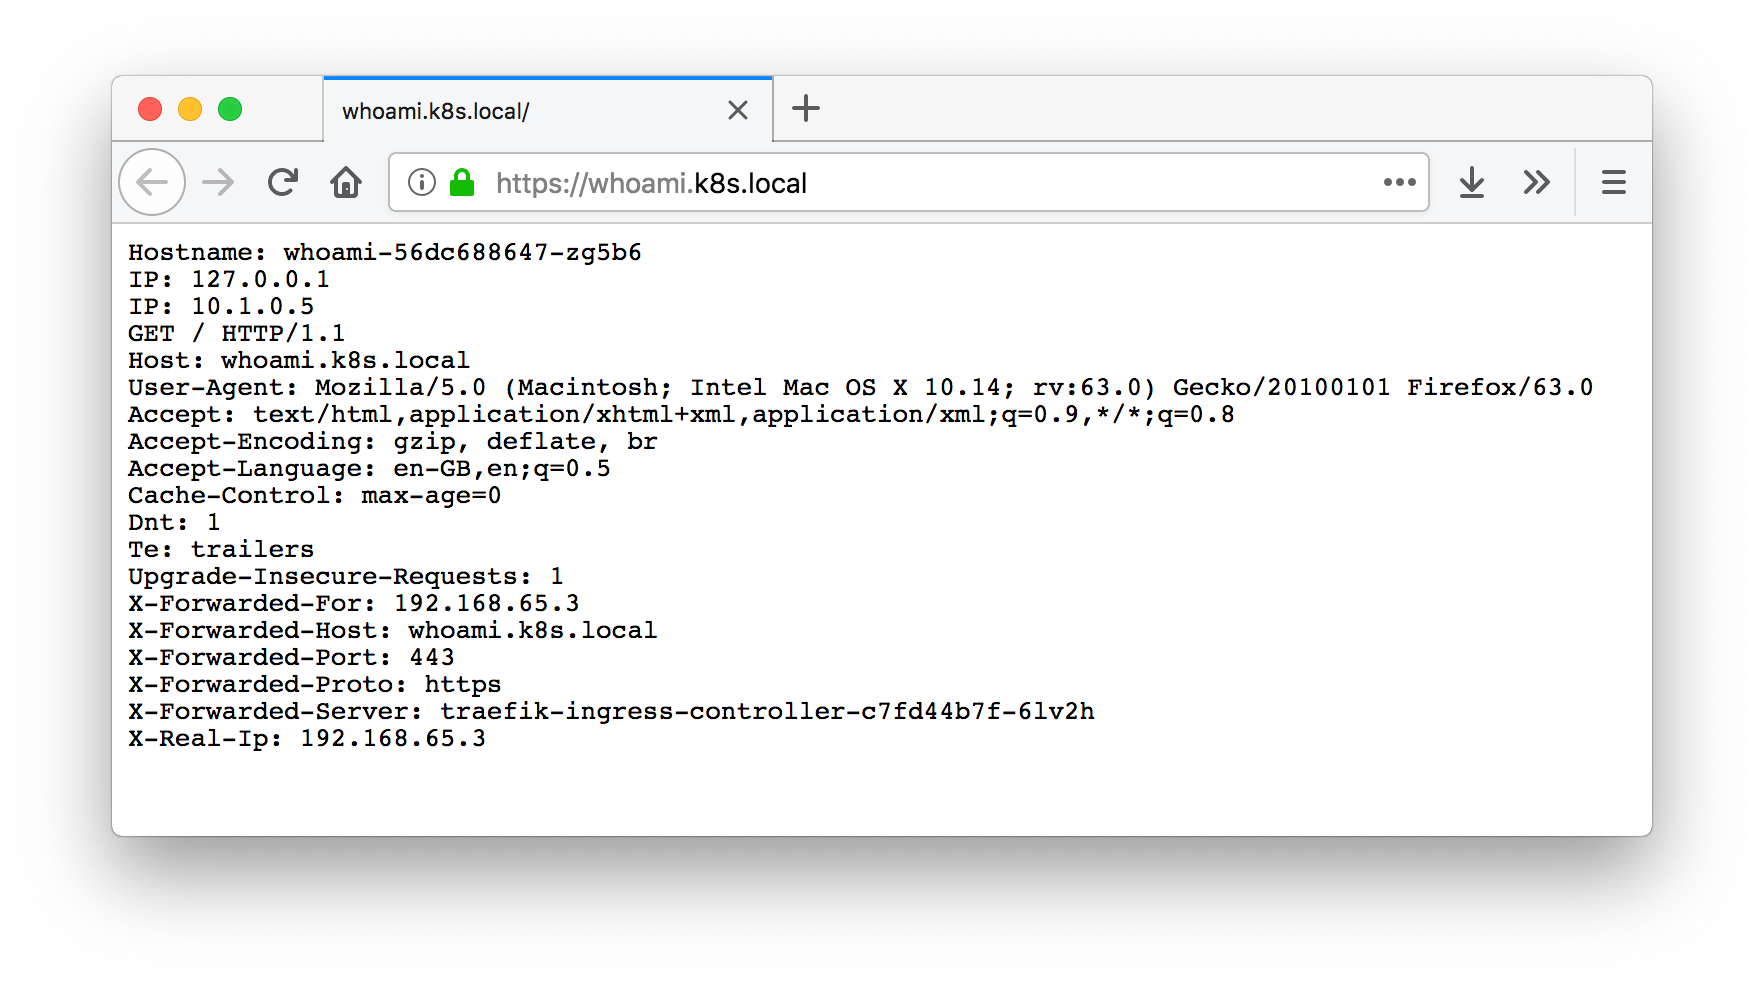 whoami.k8s.local/
https://whoami.k8s.local
Hostname: whoami-56dc688647-zg5b6
IP: 127.0.0.1
IP: 10.1.0.5
GET / HTTP/1.1
Host: whoami.k8s.local
User-Agent: Mozilla/5.0 (Macintosh; Intel Mac OS X 10.14; rv:63.0) Gecko/20100101 Firefox/63.0
Accept: text/html,application/xhtml+xml,application/xml;q=0.9,*/*;q=0.8
Accept-Encoding: gzip, deflate, br
Accept-Language: en-GB,en;q=0.5
Cache-Control: max-age=0
Dnt: 1
Te: trailers
Upgrade-Insecure-Requests: 1
X-Forwarded-For: 192.168.65.3
X-Forwarded-Host: whoami.k8s.local
X-Forwarded-Port: 443
X-Forwarded-Proto: https
X-Forwarded-Server: traefik-ingress-controller-c7fd44b7f-6lv2h
X-Real-Ip: 192.168.65.3